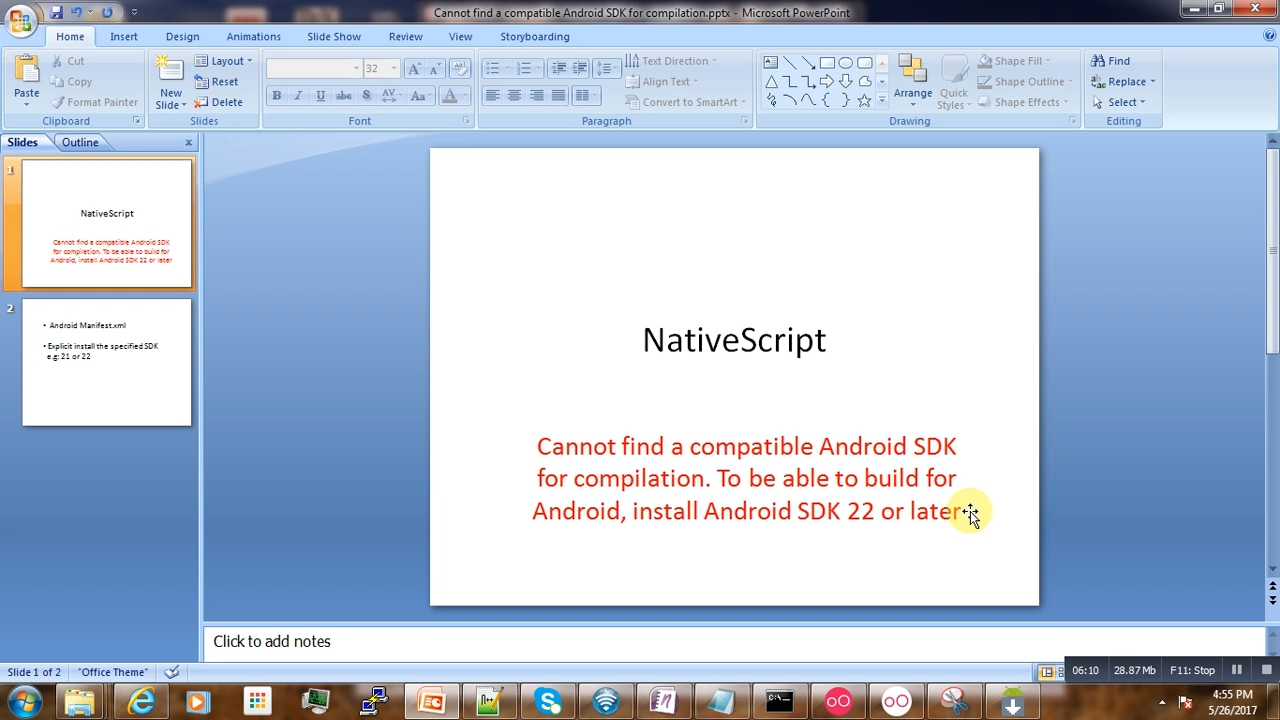 Cannot find a compatible Android SDK for compilation.pptx - Microsoft PowerPoint
Home Insert Design Animations Slide Show Review View Storyboarding
Paste
Cut
Copy
Format Painter
Clipboard
New Slide
Layout
Reset
Delete
Slides
32
B I U abc S AV Aa A
Font
Text Direction
Align Text
Convert to SmartArt
Paragraph
Arrange
Quick Styles
Shape Fill
Shape Outline
Shape Effects
Drawing
Find
Replace
Select
Editing
Slides Outline
1
NativeScript
Cannot find a compatible Android SDK
for compilation. To be able to build for
Android, install Android SDK 22 or later
2
• Android Manifest.xml
• Explicit install the specified SDK
e.g: 21 or 22
NativeScript
Cannot find a compatible Android SDK
for compilation. To be able to build for
Android, install Android SDK 22 or later
Click to add notes
Slide 1 of 2 "Office Theme"
06:10 28.87 Mb F11: Stop
4:55 PM
5/26/2017